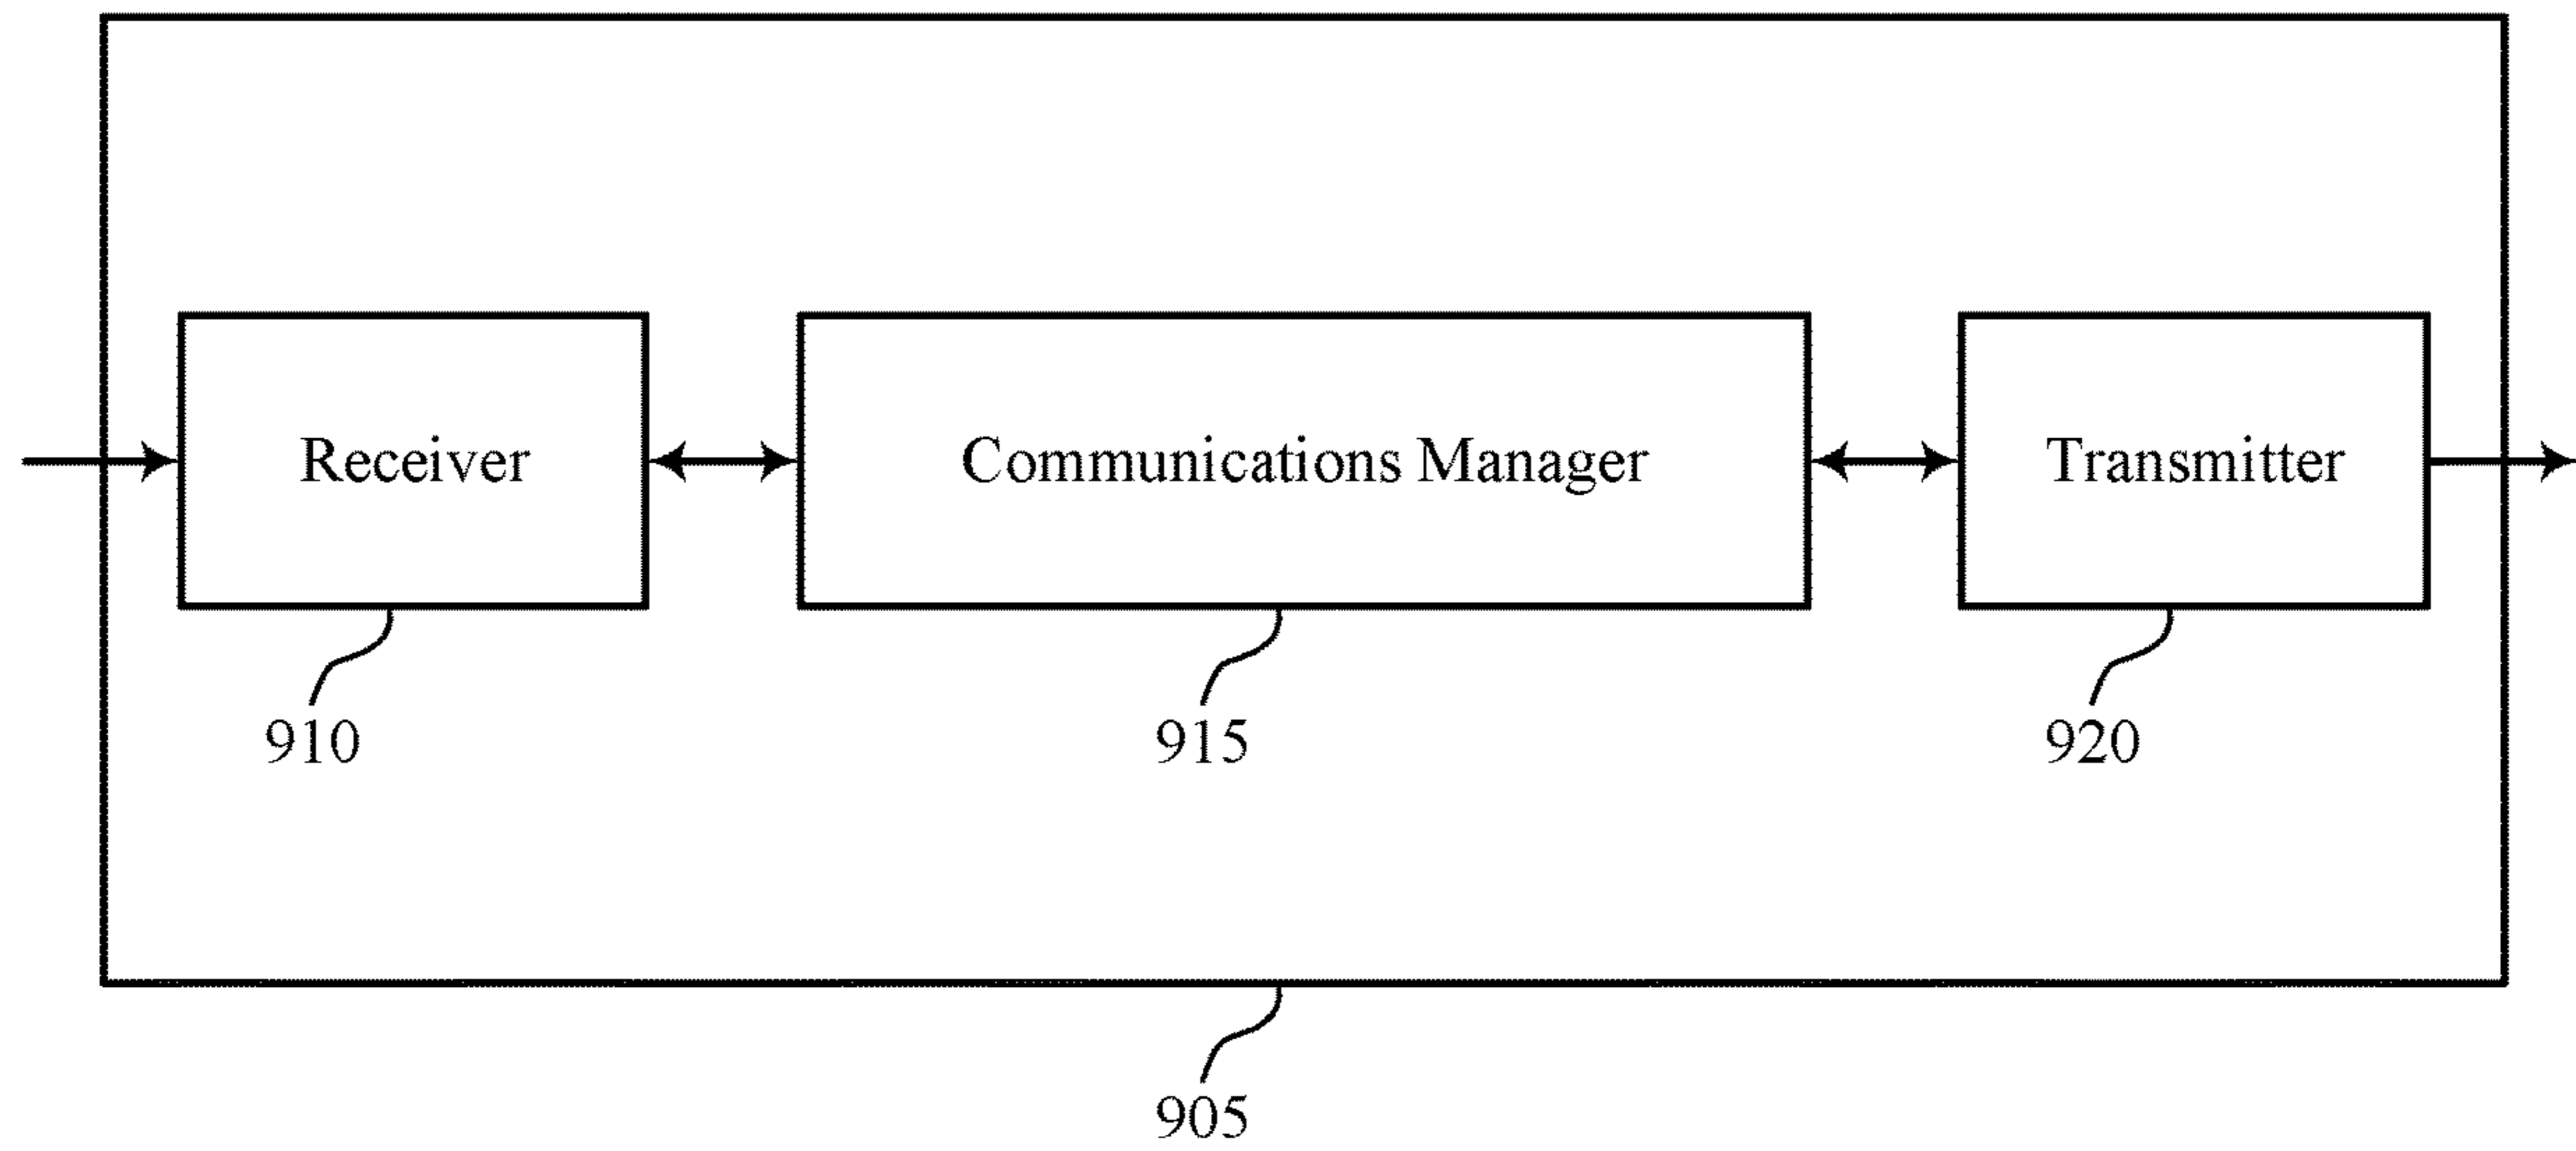 Receiver
Communications Manager
Transmitter
910
915
920
905